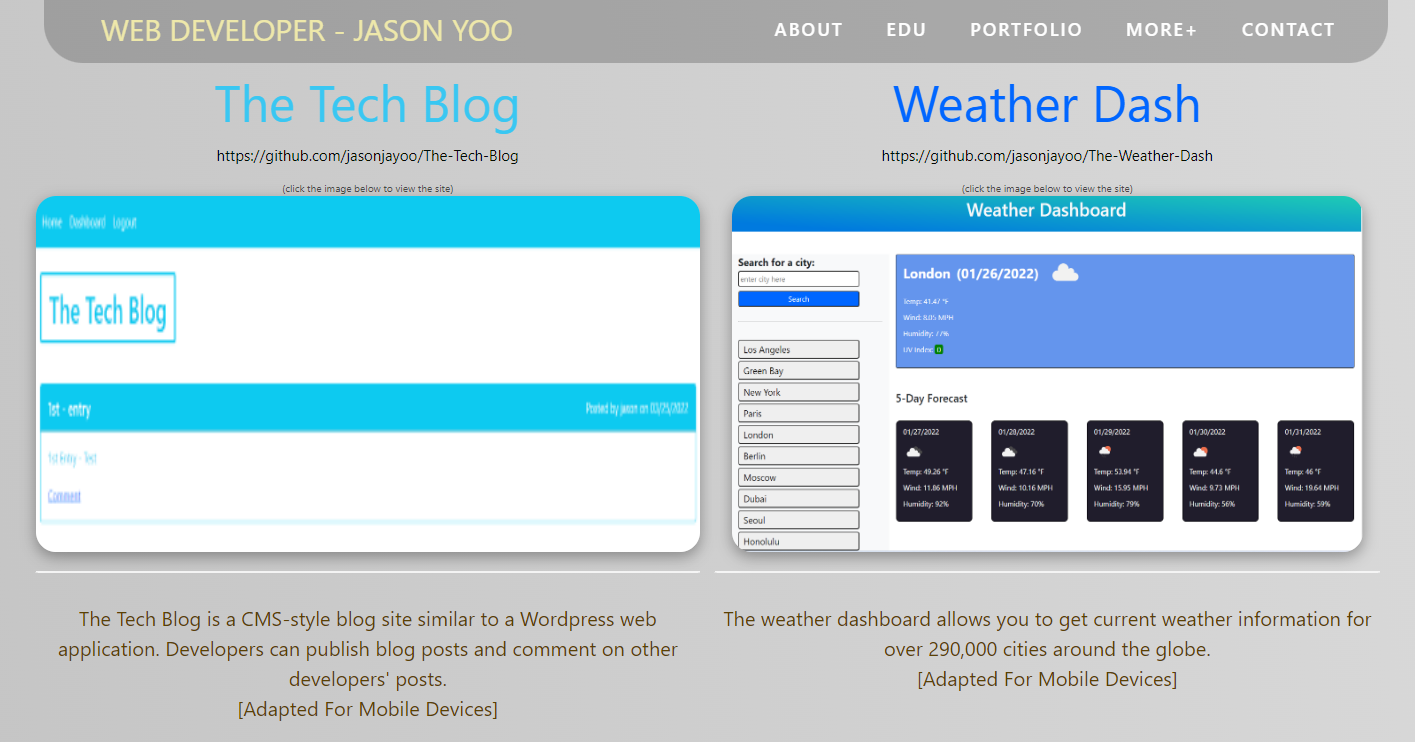 WEB DEVELOPER - JASON YOO
ABOUT EDU PORTFOLIO MORE+ CONTACT
The Tech Blog
https://github.com/jasonjayoo/The-Tech-Blog
(click the image below to view the site)
Home Dashboard Logout
The Tech Blog
1st - entry
Posted by jason on 03/25/2022
1st Entry - Test
Comment
The Tech Blog is a CMS-style blog site similar to a Wordpress web
application. Developers can publish blog posts and comment on other
developers' posts.
[Adapted For Mobile Devices]
Weather Dash
https://github.com/jasonjayoo/The-Weather-Dash
(click the image below to view the site)
Weather Dashboard
Search for a city:
enter city here
Search
Los Angeles
Green Bay
New York
Paris
London
Berlin
Moscow
Dubai
Seoul
Honolulu
London (01/26/2022)
Temp: 41.47 °F
Wind: 8.05 MPH
Humidity: 77%
UV Index: 0
5-Day Forecast
01/27/2022
Temp: 49.26 °F
Wind: 11.86 MPH
Humidity: 92%
01/28/2022
Temp: 47.16 °F
Wind: 10.16 MPH
Humidity: 70%
01/29/2022
Temp: 53.94 °F
Wind: 15.95 MPH
Humidity: 79%
01/30/2022
Temp: 44.6 °F
Wind: 9.73 MPH
Humidity: 56%
01/31/2022
Temp: 46 °F
Wind: 19.64 MPH
Humidity: 59%
The weather dashboard allows you to get current weather information for
over 290,000 cities around the globe.
[Adapted For Mobile Devices]